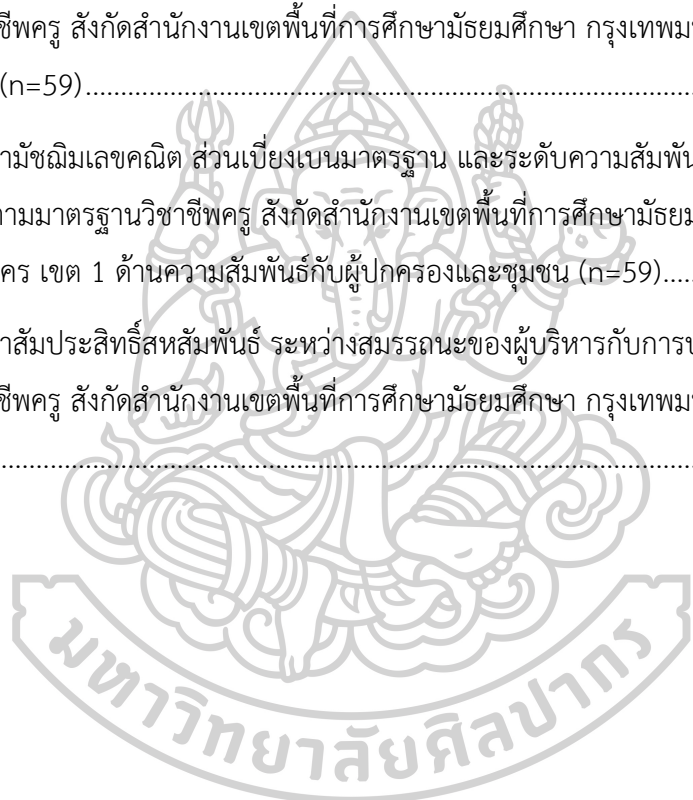 ชีพครู สังกัดสำนักงานเขตพื้นที่การศึกษามัธยมศึกษา กรุงเทพม
(n=59)
ามัชฌิมเลขคณิต ส่วนเบี่ยงเบนมาตรฐาน และระดับความสัมพัน
ตามมาตรฐานวิชาชีพครู สังกัดสำนักงานเขตพื้นที่การศึกษามัธยม
คร เขต 1 ด้านความสัมพันธ์กับผู้ปกครองและชุมชน (n=59)
าสัมประสิทธิ์สหสัมพันธ์ ระหว่างสมรรถนะของผู้บริหารกับการป
ชีพครู สังกัดสำนักงานเขตพื้นที่การศึกษามัธยมศึกษา กรุงเทพม
มหาวิทยาลัยศิลปากร